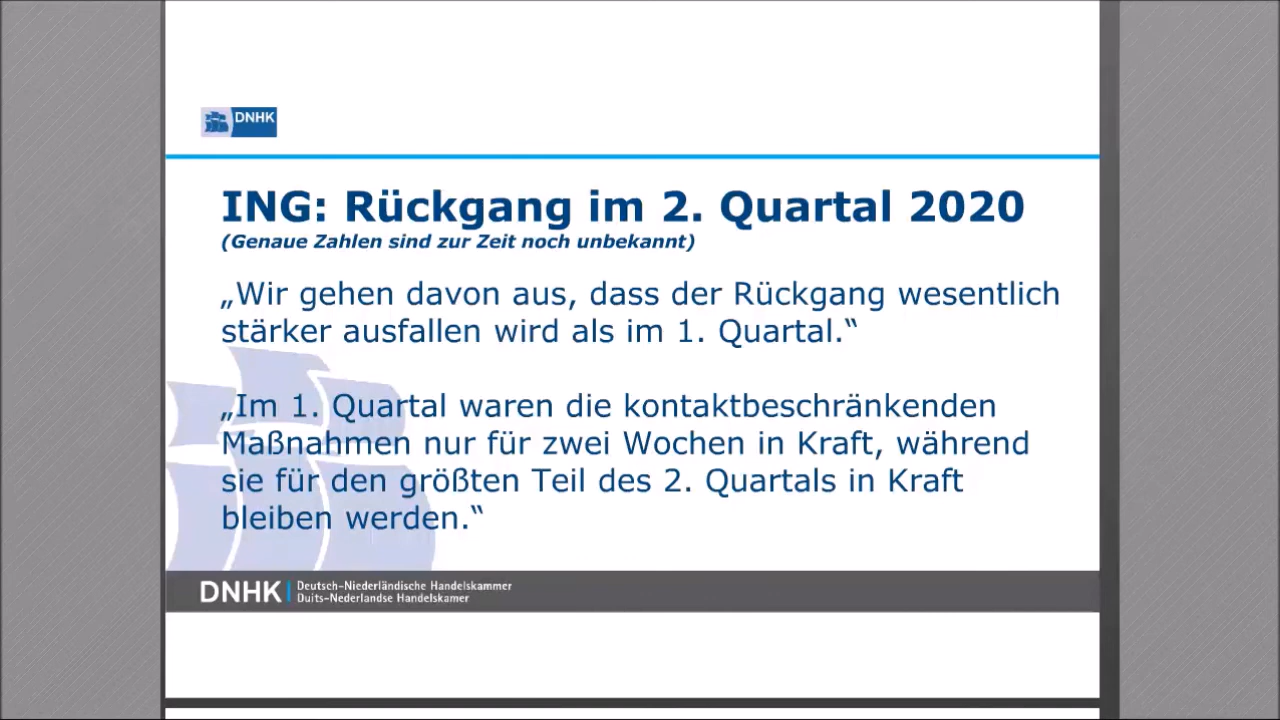 DNHK
ING: Rückgang im 2. Quartal 2020
(Genaue Zahlen sind zur Zeit noch unbekannt)
„Wir gehen davon aus, dass der Rückgang wesentlich
stärker ausfallen wird als im 1. Quartal.“
„Im 1. Quartal waren die kontaktbeschränkenden
Maßnahmen nur für zwei Wochen in Kraft, während
sie für den größten Teil des 2. Quartals in Kraft
bleiben werden.“
DNHK | Deutsch-Niederländische Handelskammer
Duits-Nederlandse Handelskamer